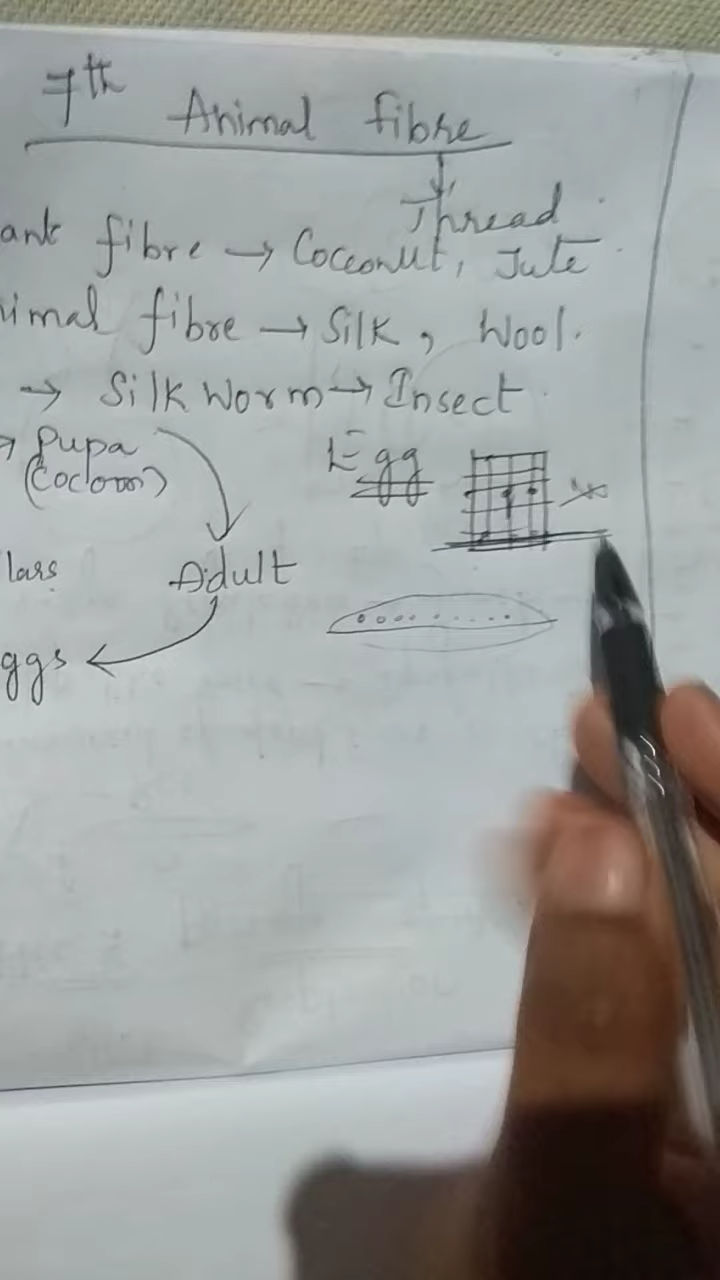 7th Animal fibre
Thread
ant fibre → Coconut, Jute
imal fibre → Silk, Wool.
→ Silk Worm → Insect.
→ Pupa
(Cocloon)
Egg
lars
Adult
ggs ←